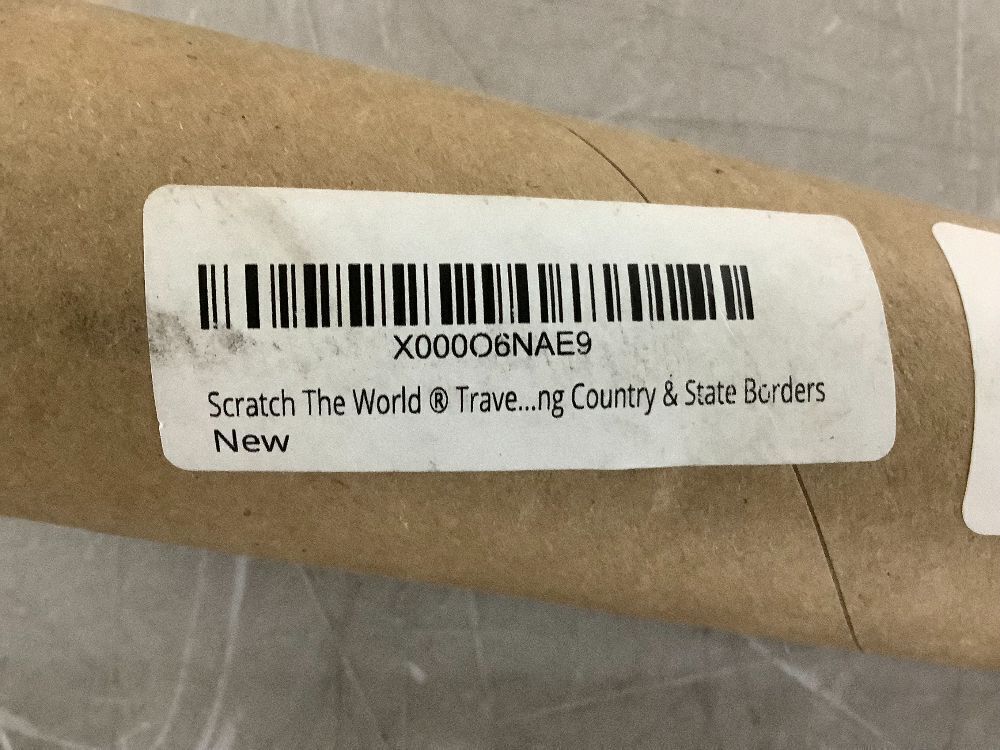 X000O6NAE9
Scratch The World ® Trave...ng Country & State Borders
New